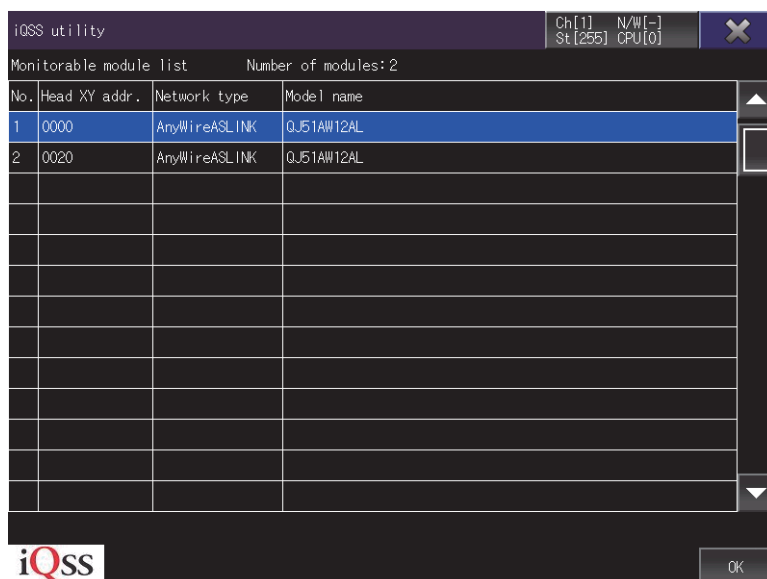 iQSS utility
Ch[1] N/W[-]
St[255] CPU[0]
Monitorable module list Number of modules:2
No. Head XY addr. Network type Model name
1 0000 AnyWireASLINK QJ51AW12AL
2 0020 AnyWireASLINK QJ51AW12AL
iQss
OK